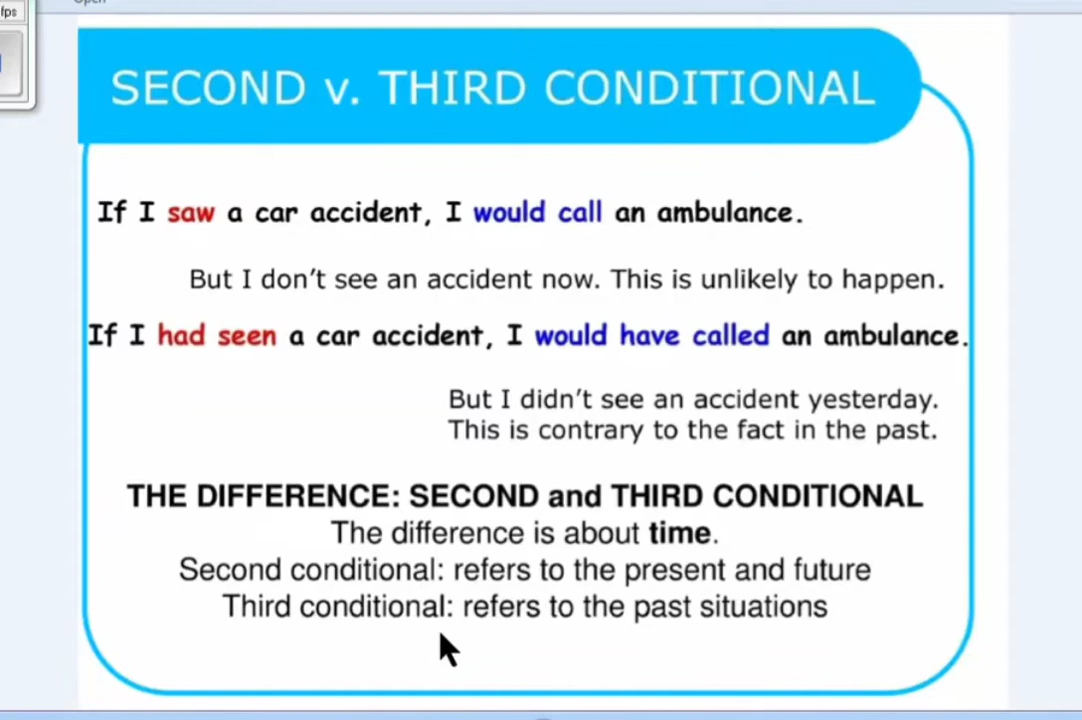 fps
Open
SECOND v. THIRD CONDITIONAL
If I saw a car accident, I would call an ambulance.
But I don't see an accident now. This is unlikely to happen.
If I had seen a car accident, I would have called an ambulance.
But I didn't see an accident yesterday.
This is contrary to the fact in the past.
THE DIFFERENCE: SECOND and THIRD CONDITIONAL
The difference is about time.
Second conditional: refers to the present and future
Third conditional: refers to the past situations